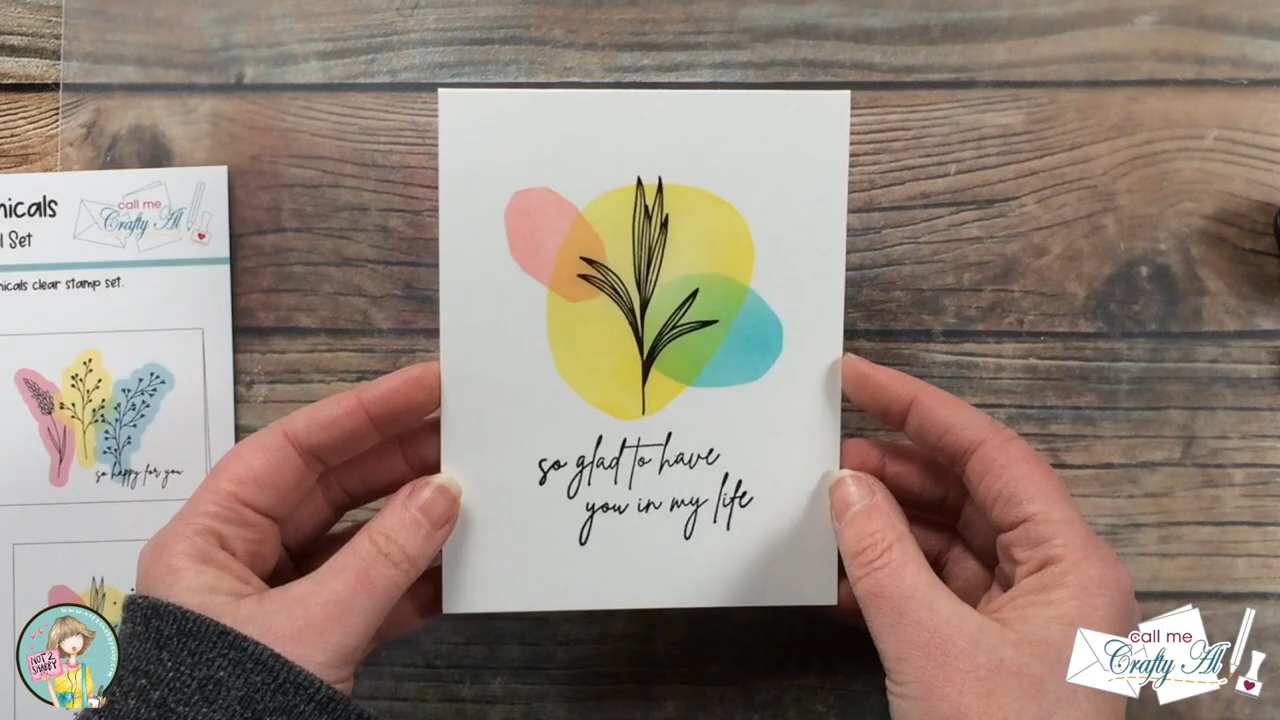 nicals
l Set
call me
Crafty Al
nicals clear stamp set.
so happy for you
so glad to have
you in my life
NOT 2
SHABBY
call me
Crafty Al